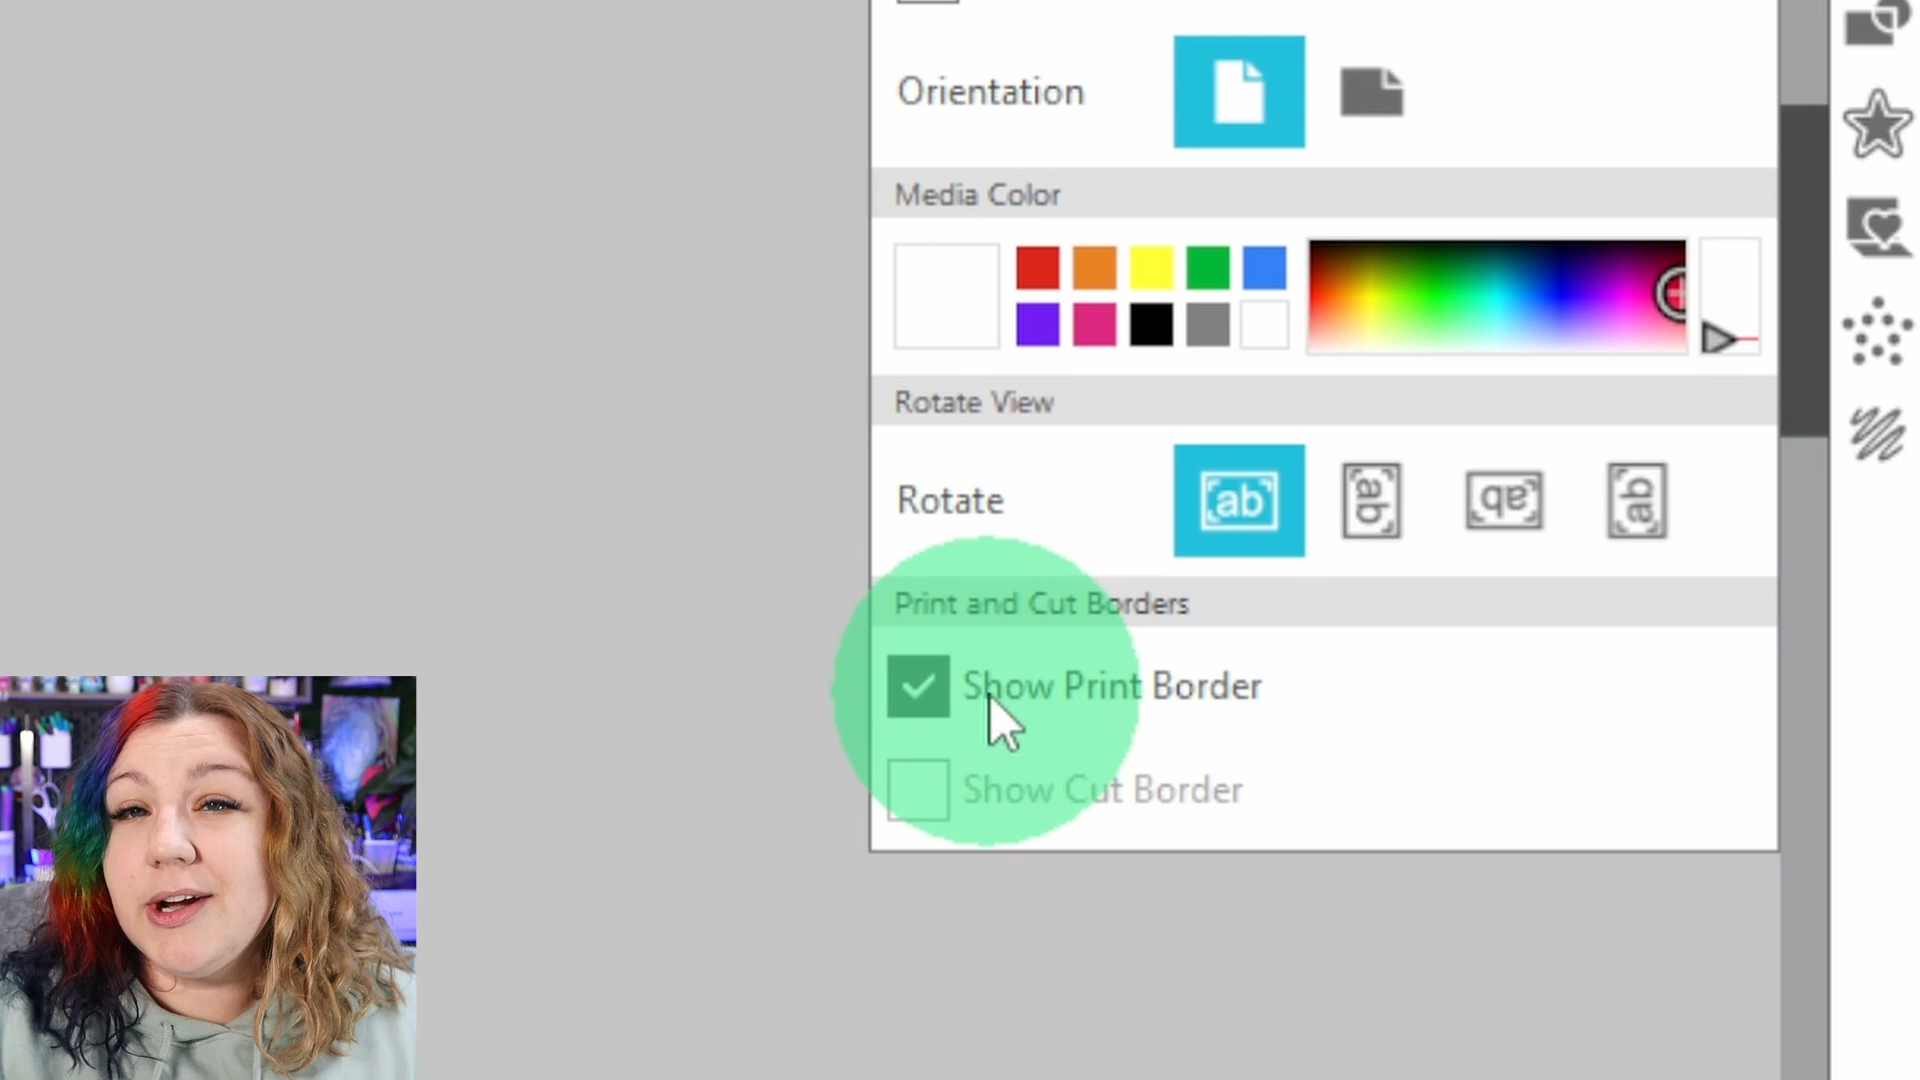 Orientation
Media Color
Rotate View
Rotate
ab
ab
ab
ab
Print and Cut Borders
Show Print Border
Show Cut Border